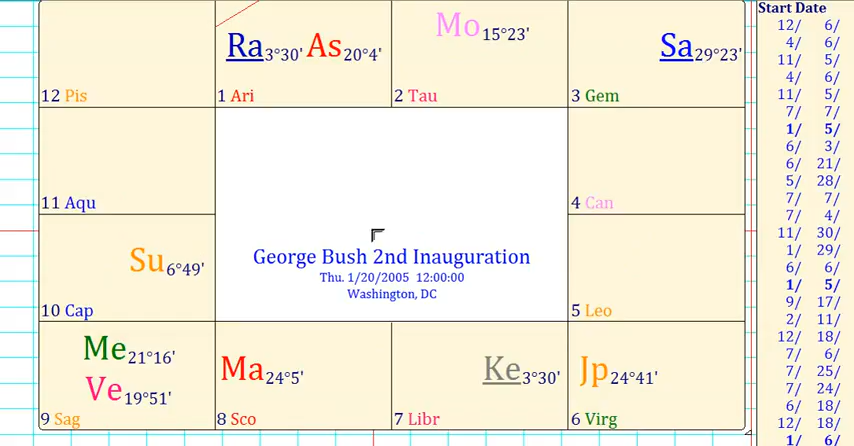 Start Date
Ra3°30' As20°4'
Mo15°23'
Sa29°23'
12 Pis
1 Ari
2 Tau
3 Gem
11 Aqu
4 Can
Su6°49'
10 Cap
George Bush 2nd Inauguration
Thu. 1/20/2005 12:00:00
Washington, DC
5 Leo
Me21°16'
Ve19°51'
9 Sag
Ma24°5'
8 Sco
Ke3°30'
7 Libr
Jp24°41'
6 Virg
12/ 6/
4/ 6/
11/ 5/
4/ 6/
11/ 5/
7/ 7/
1/ 5/
6/ 3/
6/ 21/
5/ 28/
7/ 7/
7/ 4/
11/ 30/
1/ 29/
6/ 6/
1/ 5/
9/ 17/
2/ 11/
12/ 18/
7/ 6/
7/ 25/
7/ 24/
6/ 18/
12/ 18/
1/ 6/